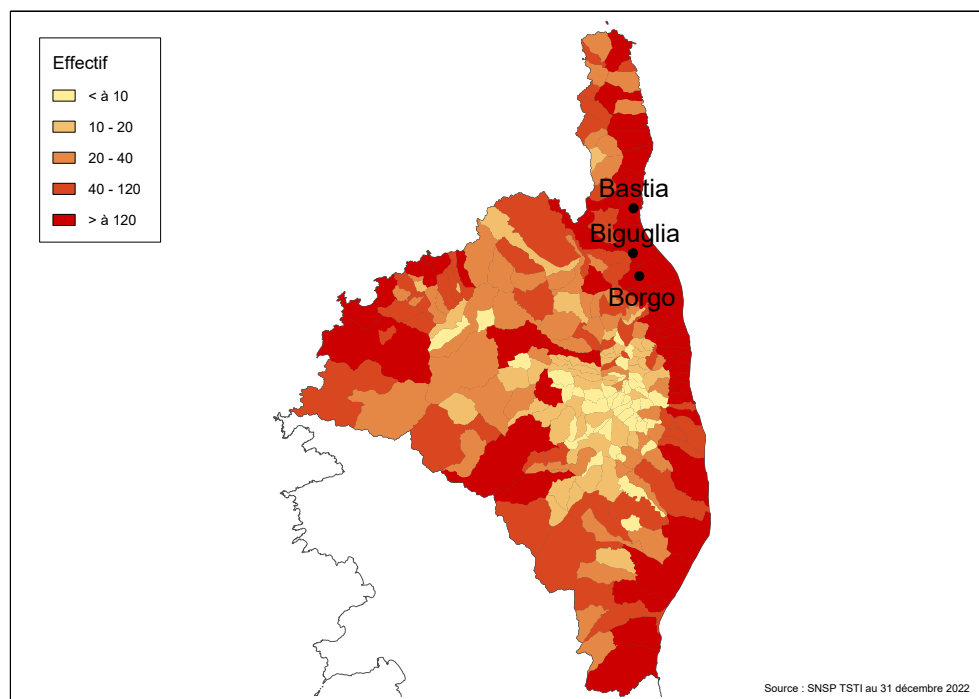 Effectif
< à 10
10 - 20
20 - 40
40 - 120
> à 120
Bastia
Biguglia
Borgo
Source : SNSP TSTI au 31 décembre 2022